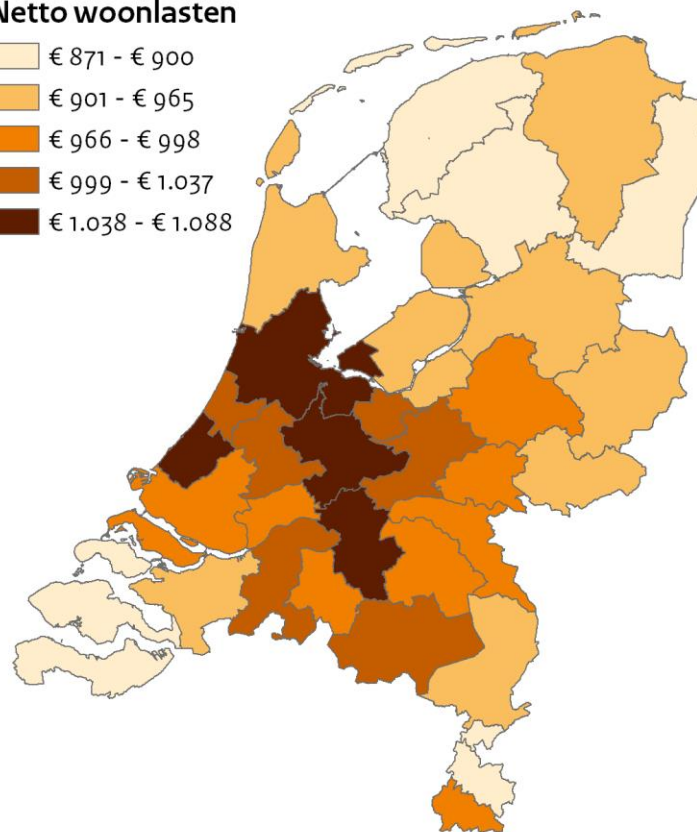 Netto woonlasten
€ 871 - € 900
€ 901 - € 965
€ 966 - € 998
€ 999 - € 1.037
€ 1.038 - € 1.088